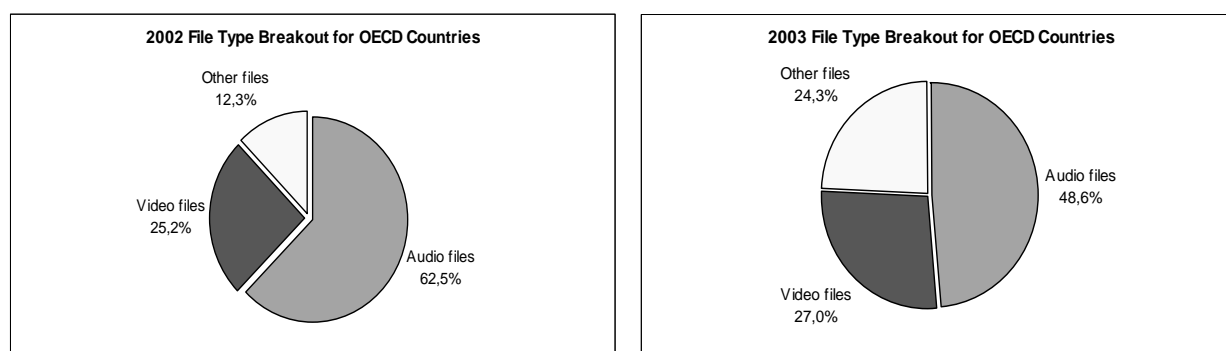 2002 File Type Breakout for OECD Countries
Other files
12,3%
Video files
25,2%
Audio files
62,5%
2003 File Type Breakout for OECD Countries
Other files
24,3%
Audio files
48,6%
Video files
27,0%